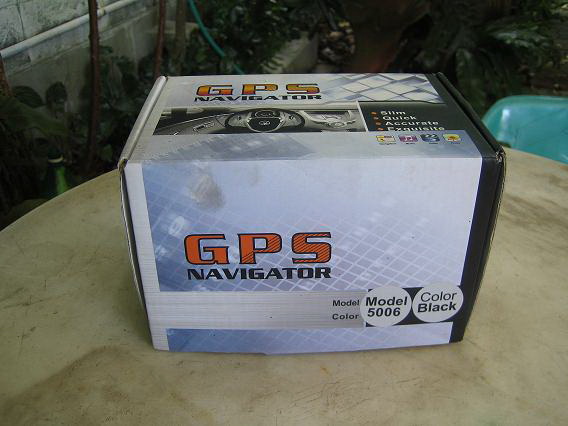 GPS
NAVIGATOR
Slim
Quick
Accurate
Exquisite
GPS
NAVIGATOR
Model
Color
Model
5006
Color
Black